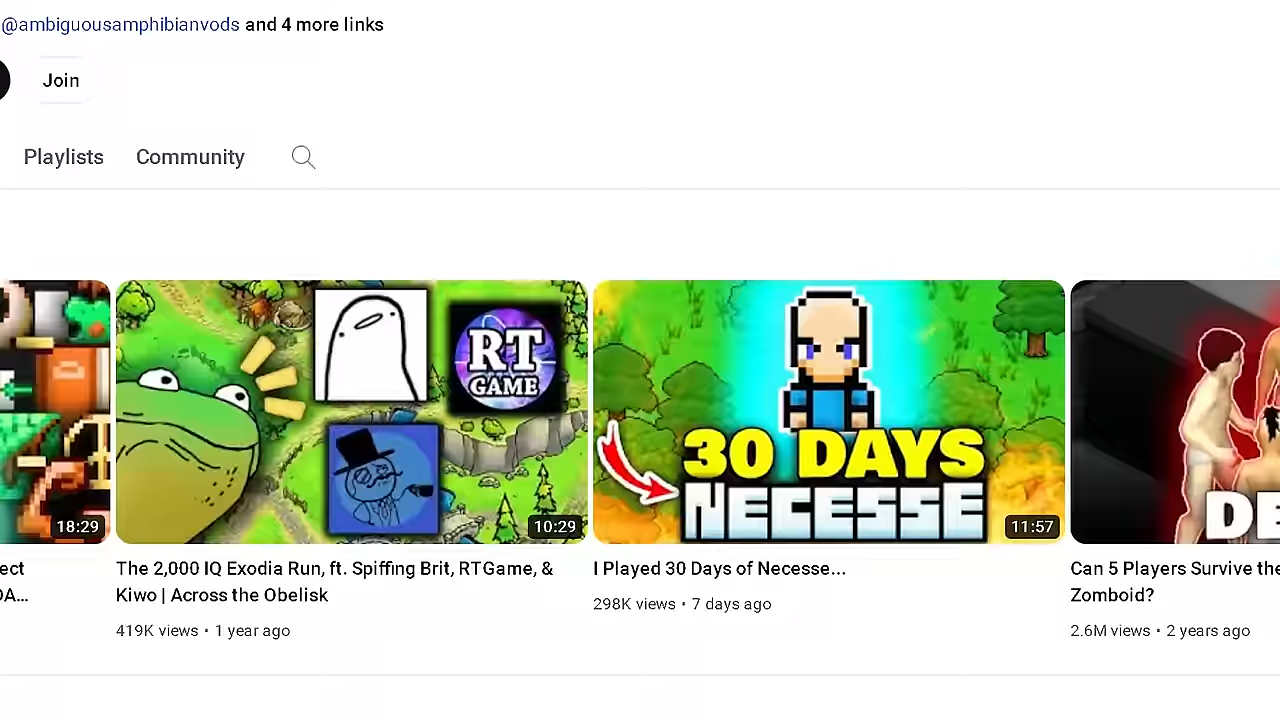 @ambiguousamphibianvods and 4 more links
Join
Playlists
Community
RT
GAME
30 DAYS
NECESSE
DE
18:29
10:29
11:57
ect
The 2,000 IQ Exodia Run, ft. Spiffing Brit, RTGame, &
I Played 30 Days of Necesse...
Can 5 Players Survive the
DA...
Kiwo | Across the Obelisk
298K views • 7 days ago
Zomboid?
419K views • 1 year ago
2.6M views • 2 years ago